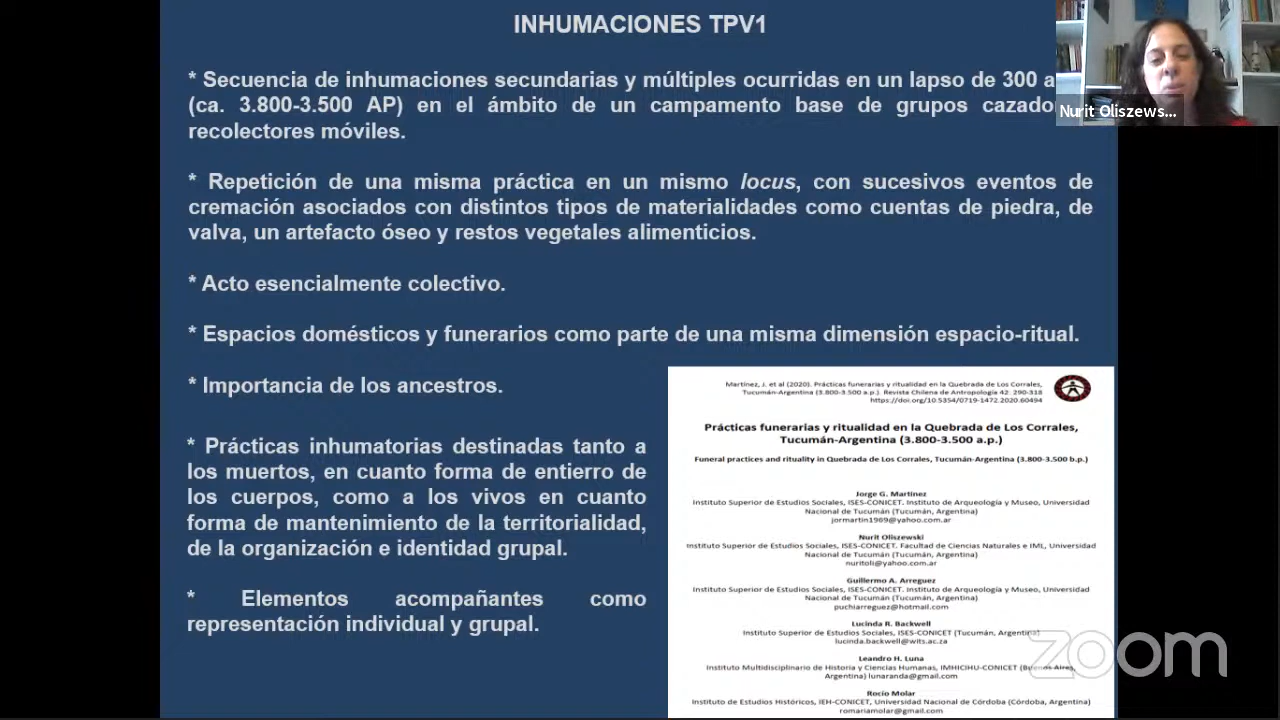 INHUMACIONES TPV1
* Secuencia de inhumaciones secundarias y múltiples ocurridas en un lapso de 300 a
(ca. 3.800-3.500 AP) en el ámbito de un campamento base de grupos cazado
recolectores móviles.
* Repetición de una misma práctica en un mismo locus, con sucesivos eventos de
cremación asociados con distintos tipos de materialidades como cuentas de piedra, de
valva, un artefacto óseo y restos vegetales alimenticios.
* Acto esencialmente colectivo.
* Espacios domésticos y funerarios como parte de una misma dimensión espacio-ritual.
* Importancia de los ancestros.
* Prácticas inhumatorias destinadas tanto a
los muertos, en cuanto forma de entierro de
los cuerpos, como a los vivos en cuanto
forma de mantenimiento de la territorialidad,
de la organización e identidad grupal.
* Elementos acompañantes como
representación individual y grupal.
Martínez, J. et al (2020). Prácticas funerarias y ritualidad en la Quebrada de Los Corrales,
Tucumán-Argentina (3.800-3.500 a.p.). Revista Chilena de Antropología 42: 290-318
https://doi.org/10.5354/0719-1472.2020.60494
Prácticas funerarias y ritualidad en la Quebrada de Los Corrales,
Tucumán-Argentina (3.800-3.500 a.p.)
Funeral practices and rituality in Quebrada de Los Corrales, Tucumán-Argentina (3.800-3.500 b.p.)
Jorge G. Martínez
Instituto Superior de Estudios Sociales, ISES-CONICET. Instituto de Arqueología y Museo, Universidad
Nacional de Tucumán (Tucumán, Argentina)
jormartin1969@yahoo.com.ar
Nurit Oliszewski
Instituto Superior de Estudios Sociales, ISES-CONICET. Facultad de Ciencias Naturales e IML, Universidad
Nacional de Tucumán (Tucumán, Argentina)
nuritoli@yahoo.com.ar
Guillermo A. Arreguez
Instituto Superior de Estudios Sociales, ISES-CONICET. Instituto de Arqueología y Museo, Universidad
Nacional de Tucumán (Tucumán, Argentina)
puchiarreguez@hotmail.com
Lucinda R. Backwell
Instituto Superior de Estudios Sociales, ISES-CONICET (Tucumán, Argentina)
lucinda.backwell@wits.ac.za
Leandro H. Luna
Instituto Multidisciplinario de Historia y Ciencias Humanas, IMHICIHU-CONICET (Buenos Aires,
Argentina) lunaranda@gmail.com
Rocío Molar
Instituto de Estudios Históricos, IEH-CONICET, Universidad Nacional de Córdoba (Córdoba, Argentina)
romariamolar@gmail.com
Nurit Oliszews...
zoom